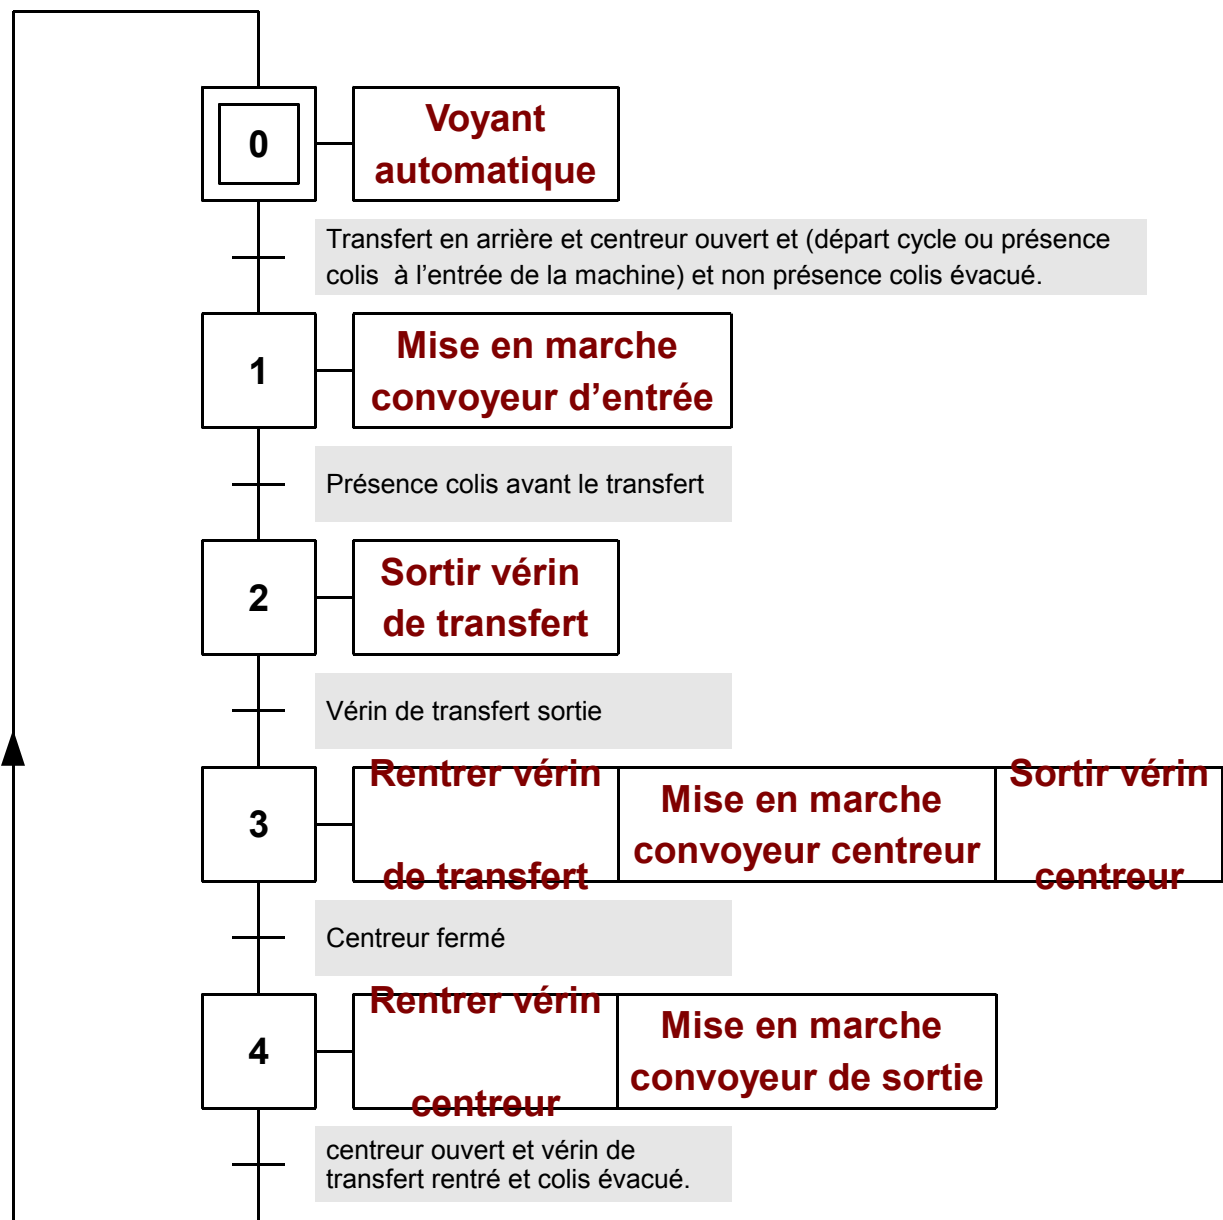 0
Voyant
automatique
Transfert en arrière et centreur ouvert et (départ cycle ou présence
colis à l’entrée de la machine) et non présence colis évacué.
1
Mise en marche
convoyeur d’entrée
Présence colis avant le transfert
2
Sortir vérin
de transfert
Vérin de transfert sortie
3
Rentrer vérin
de transfert
Mise en marche
convoyeur centreur
Sortir vérin
centreur
Centreur fermé
4
Rentrer vérin
centreur
Mise en marche
convoyeur de sortie
centreur ouvert et vérin de
transfert rentré et colis évacué.